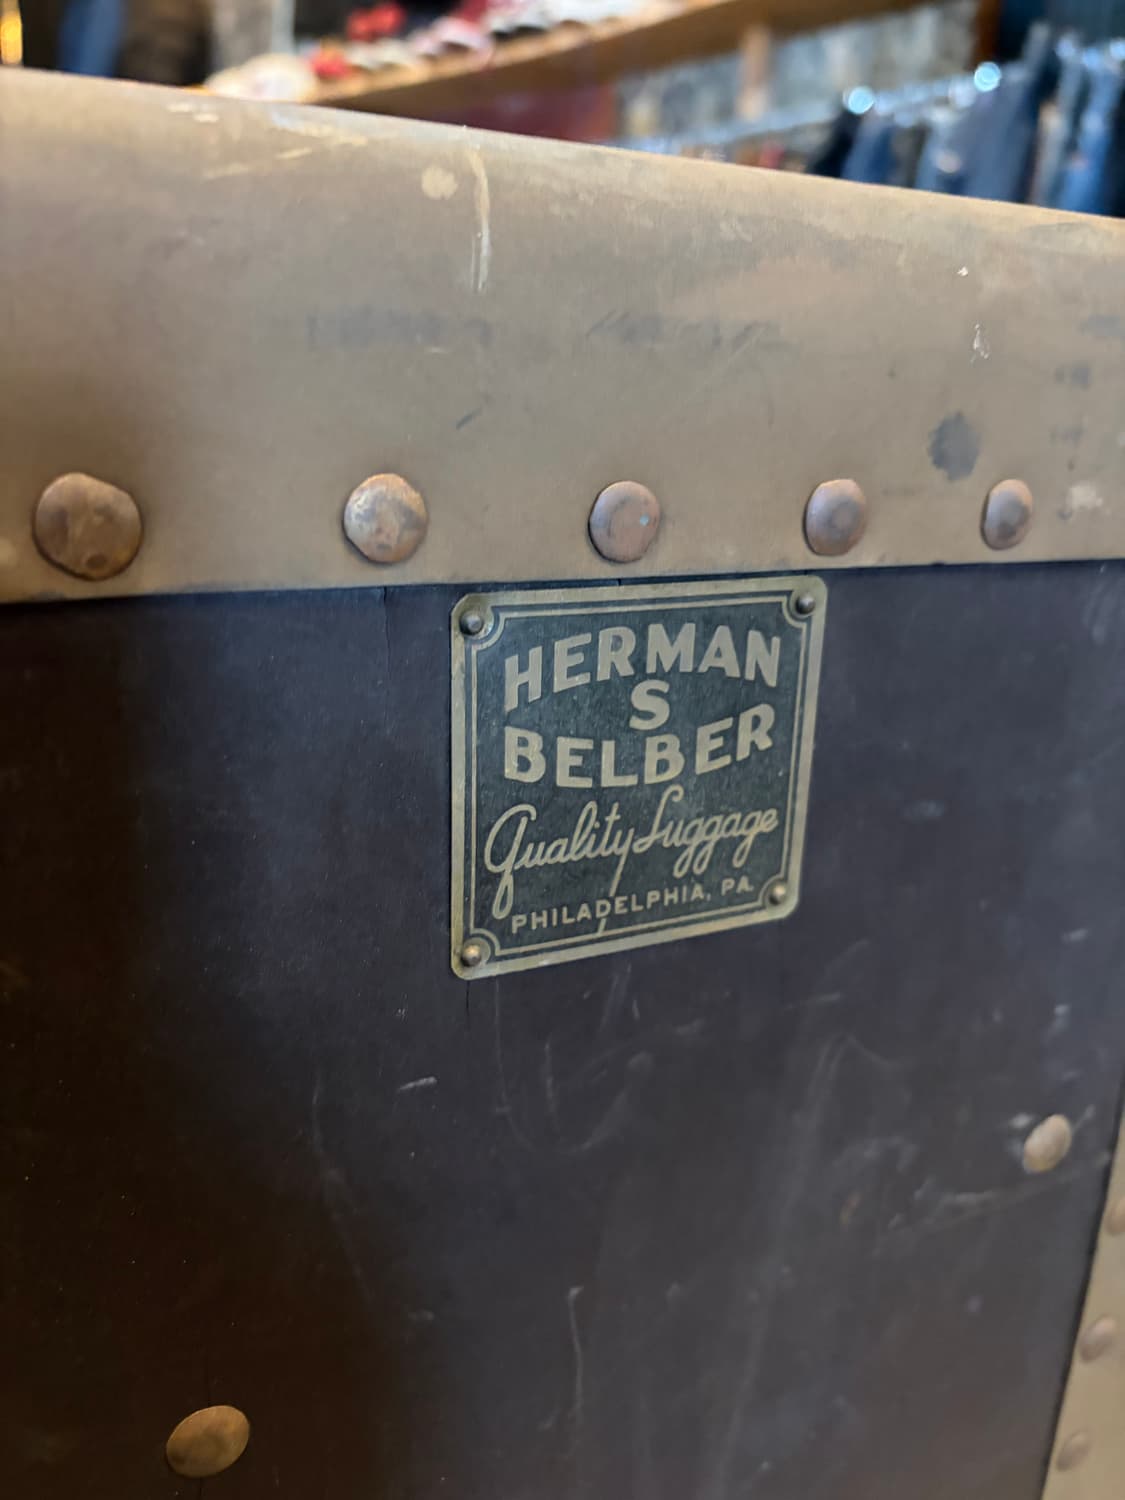 HERMAN
S
BELBER
Quality Luggage
PHILADELPHIA, PA.